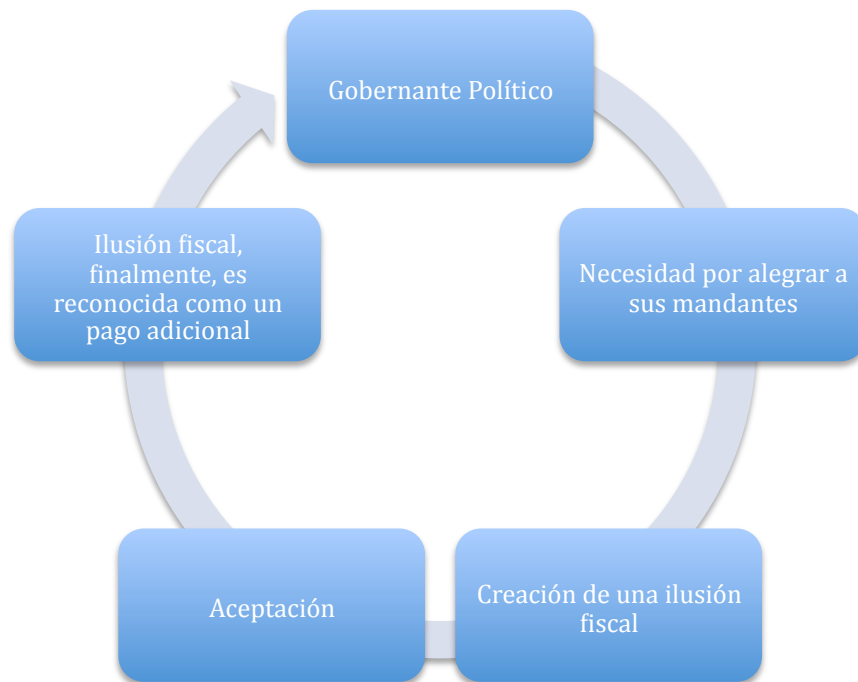 Gobernante Político
Necesidad por alegrar a
sus mandantes
Creación de una ilusión
fiscal
Aceptación
Ilusión fiscal,
finalmente, es
reconocida como un
pago adicional